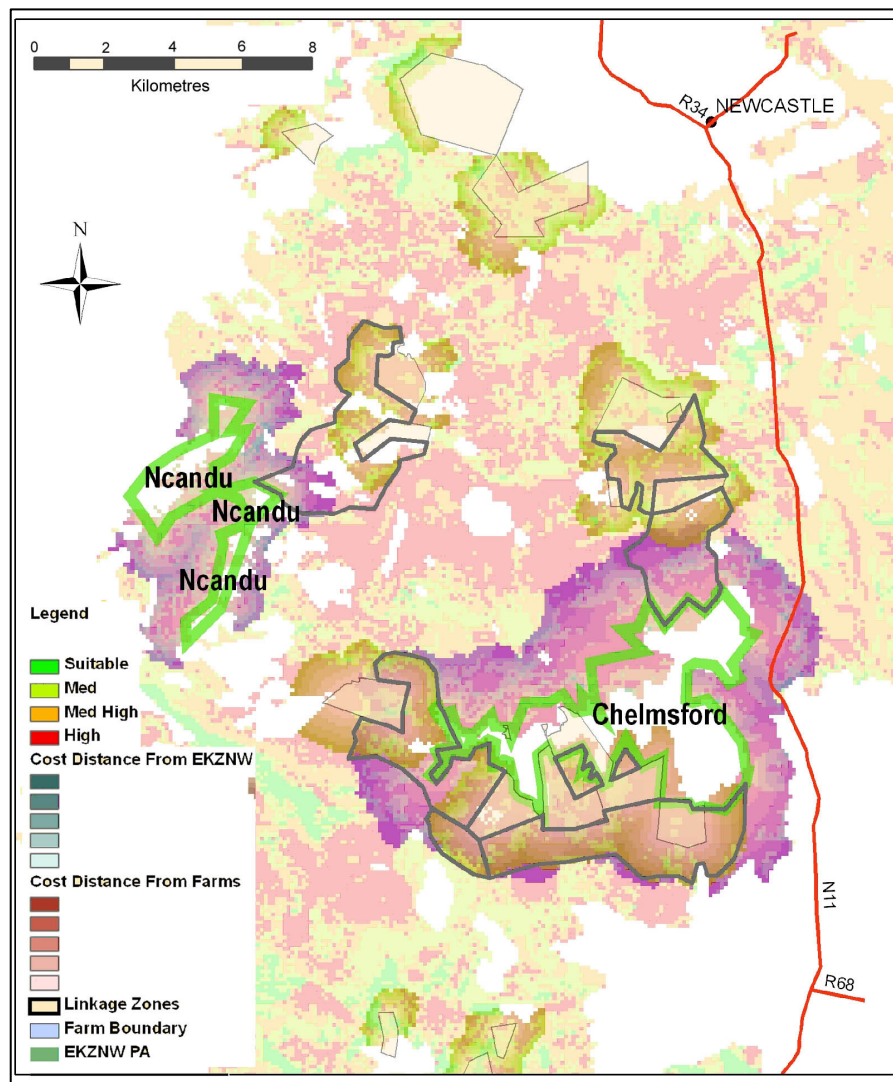 0 2 4 6 8
Kilometres
R34
NEWCASTLE
N
Ncandu
Ncandu
Ncandu
Chelmsford
N11
R68
Legend
Suitable
Med
Med High
High
Cost Distance From EKZNW
Cost Distance From Farms
Linkage Zones
Farm Boundary
EKZNW PA